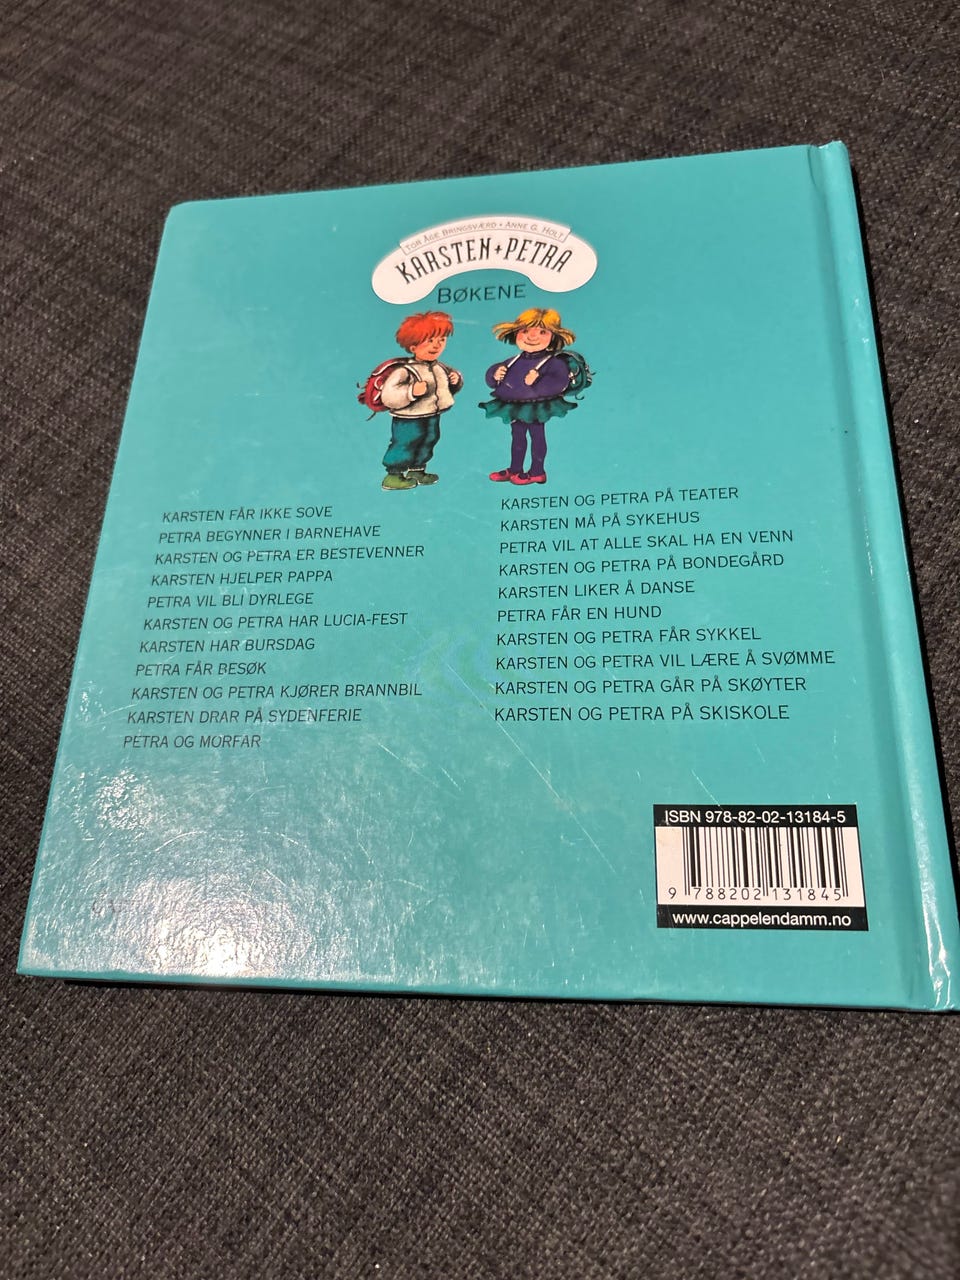 TOR ÅGE BRINGSVÆRD • ANNE G. HOLT
KARSTEN + PETRA
BØKENE
KARSTEN FÅR IKKE SOVE
PETRA BEGYNNER I BARNEHAVE
KARSTEN OG PETRA ER BESTEVENNER
KARSTEN HJELPER PAPPA
PETRA VIL BLI DYRLEGE
KARSTEN OG PETRA HAR LUCIA-FEST
KARSTEN HAR BURSDAG
PETRA FÅR BESØK
KARSTEN OG PETRA KJØRER BRANNBIL
KARSTEN DRAR PÅ SYDENFERIE
PETRA OG MORFAR
KARSTEN OG PETRA PÅ TEATER
KARSTEN MÅ PÅ SYKEHUS
PETRA VIL AT ALLE SKAL HA EN VENN
KARSTEN OG PETRA PÅ BONDEGÅRD
KARSTEN LIKER Å DANSE
PETRA FÅR EN HUND
KARSTEN OG PETRA FÅR SYKKEL
KARSTEN OG PETRA VIL LÆRE Å SVØMME
KARSTEN OG PETRA GÅR PÅ SKØYTER
KARSTEN OG PETRA PÅ SKISKOLE
ISBN 978-82-02-13184-5
9 788202 131845
www.cappelendamm.no